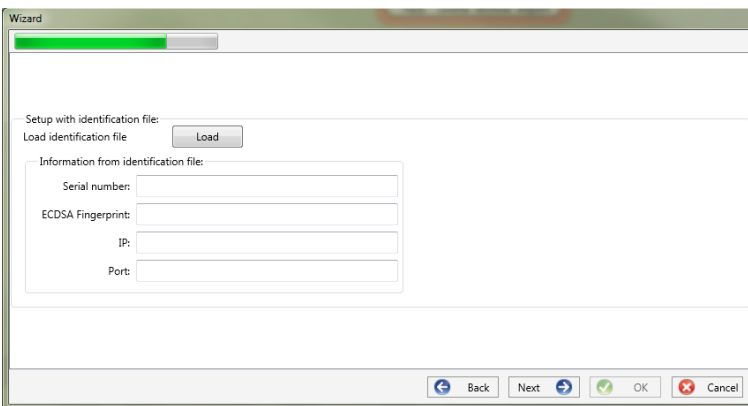 Wizard
Setup with identification file:
Load identification file Load
Information from identification file:
Serial number:
ECDSA Fingerprint:
IP:
Port:
Back Next OK Cancel